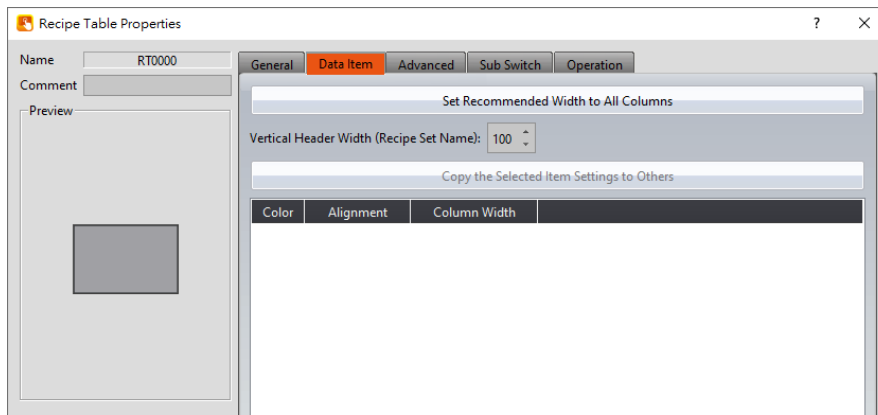 Recipe Table Properties
? ×
Name RT0000
Comment
Preview
General Data Item Advanced Sub Switch Operation
Set Recommended Width to All Columns
Vertical Header Width (Recipe Set Name): 100
Copy the Selected Item Settings to Others
Color Alignment Column Width